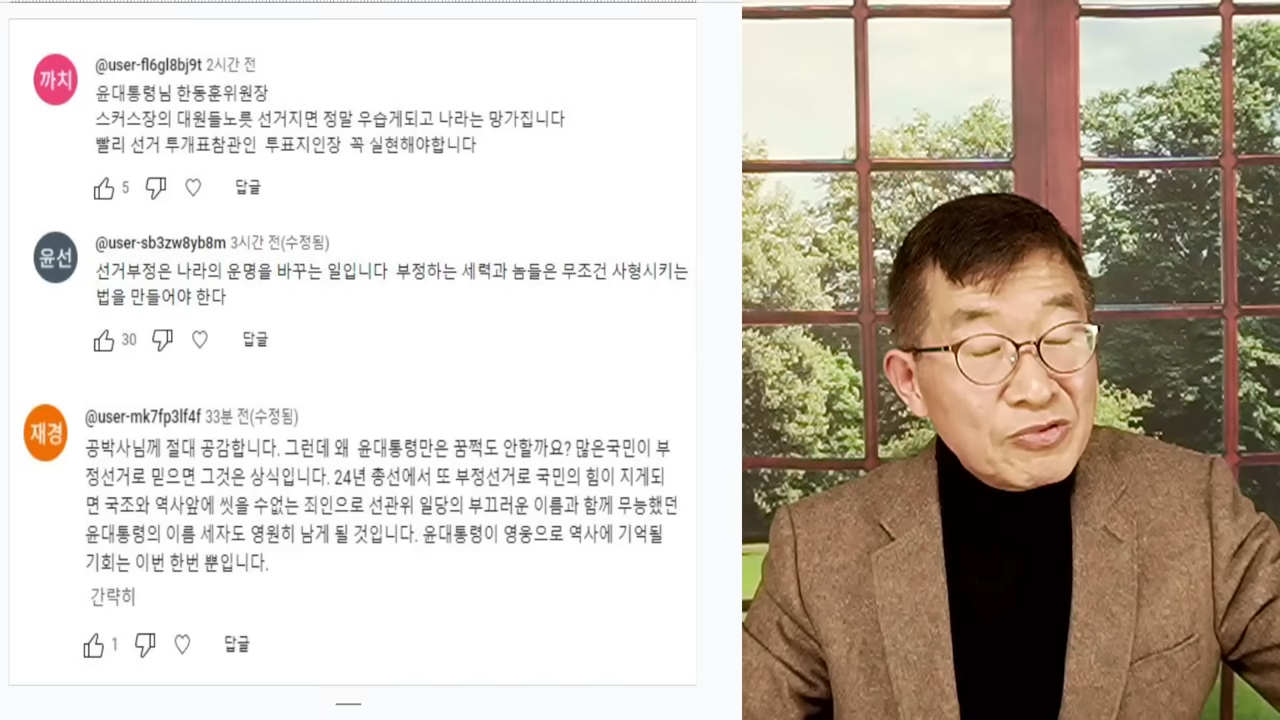 까치
@user-fl6gl8bj9t 2시간 전
윤대통령님 한동훈위원장
스커스장의 대원들노릇 선거지면 정말 우습게되고 나라는 망가집니다
빨리 선거 투개표참관인 투표지인장 꼭 실현해야합니다
5 답글
윤선
@user-sb3zw8yb8m 3시간 전(수정됨)
선거부정은 나라의 운명을 바꾸는 일입니다 부정하는 세력과 놈들은 무조건 사형시키는
법을 만들어야 한다
30 답글
재경
@user-mk7fp3lf4f 33분 전(수정됨)
공박사님께 절대 공감합니다. 그런데 왜 윤대통령만은 꿈쩍도 안할까요? 많은국민이 부
정선거로 믿으면 그것은 상식입니다. 24년 총선에서 또 부정선거로 국민의 힘이 지게되
면 국조와 역사앞에 씻을 수없는 죄인으로 선관위 일당의 부끄러운 이름과 함께 무능했던
윤대통령의 이름 세자도 영원히 남게 될 것입니다. 윤대통령이 영웅으로 역사에 기억될
기회는 이번 한번 뿐입니다.
간략히
1 답글